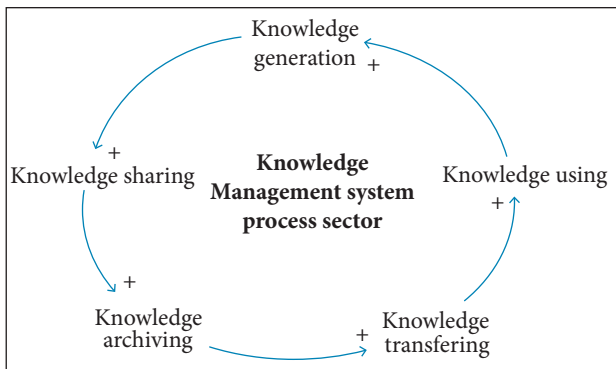 Knowledge
generation
+
+
Knowledge sharing
Knowledge
Management system
process sector
Knowledge using
+
+
Knowledge
archiving
+
Knowledge
transfering